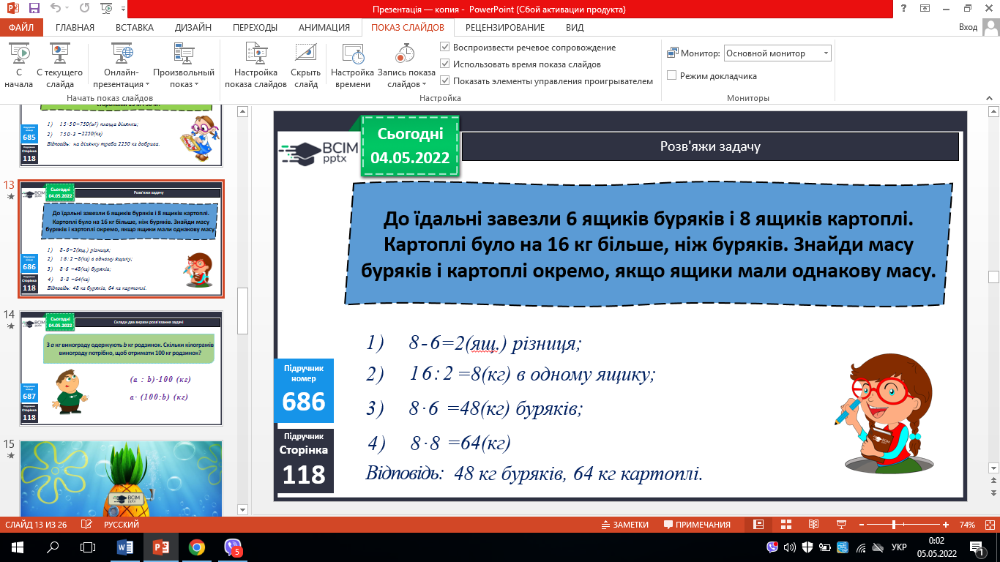 Презентація — копия - PowerPoint (Сбой активации продукта)
ФАЙЛ ГЛАВНАЯ ВСТАВКА ДИЗАЙН ПЕРЕХОДЫ АНИМАЦИЯ ПОКАЗ СЛАЙДОВ РЕЦЕНЗИРОВАНИЕ ВИД Вход
С начала
С текущего слайда
Онлайн-презентация
Произвольный показ
Начать показ слайдов
Настройка показа слайдов
Скрыть слайд
Настройка времени
Запись показа слайдов
Воспроизвести речевое сопровождение
Использовать время показа слайдов
Показать элементы управления проигрывателем
Настройка
Монитор: Основной монитор
Режим докладчика
Мониторы
1) 15·50=750(м²) площа ділянки;
2) 750·3 =2250(кг)
Відповідь: на ділянку треба 2250 кг добрива.
Підручник номер
685
Підручник Сторінка
118
13
Сьогодні
04.05.2022
Розв'яжи задачу
До їдальні завезли 6 ящиків буряків і 8 ящиків картоплі.
Картоплі було на 16 кг більше, ніж буряків. Знайди масу
буряків і картоплі окремо, якщо ящики мали однакову масу.
1) 8-6=2(ящ.) різниця;
2) 16:2 =8(кг) в одному ящику;
3) 8·6 =48(кг) буряків;
4) 8·8 =64(кг)
Відповідь: 48 кг буряків, 64 кг картоплі.
Підручник номер
686
Підручник Сторінка
118
14
Сьогодні
04.05.2022
Склади два вирази розв'язання задачі
З a кг винограду одержують b кг родзинок. Скільки кілограмів
винограду потрібно, щоб отримати 100 кг родзинок?
(a : b)·100 (кг)
a· (100:b) (кг)
Підручник номер
687
Підручник Сторінка
118
15
ВСІМ pptx
Сьогодні
04.05.2022
ВСІМ
pptx
Розв'яжи задачу
До їдальні завезли 6 ящиків буряків і 8 ящиків картоплі.
Картоплі було на 16 кг більше, ніж буряків. Знайди масу
буряків і картоплі окремо, якщо ящики мали однакову масу.
1) 8-6=2(ящ.) різниця;
2) 16:2 =8(кг) в одному ящику;
3) 8·6 =48(кг) буряків;
4) 8·8 =64(кг)
Відповідь: 48 кг буряків, 64 кг картоплі.
Підручник
номер
686
Підручник
Сторінка
118
СЛАЙД 13 ИЗ 26 РУССКИЙ ЗАМЕТКИ ПРИМЕЧАНИЯ 74%
5
УКР
0:02
05.05.2022
1